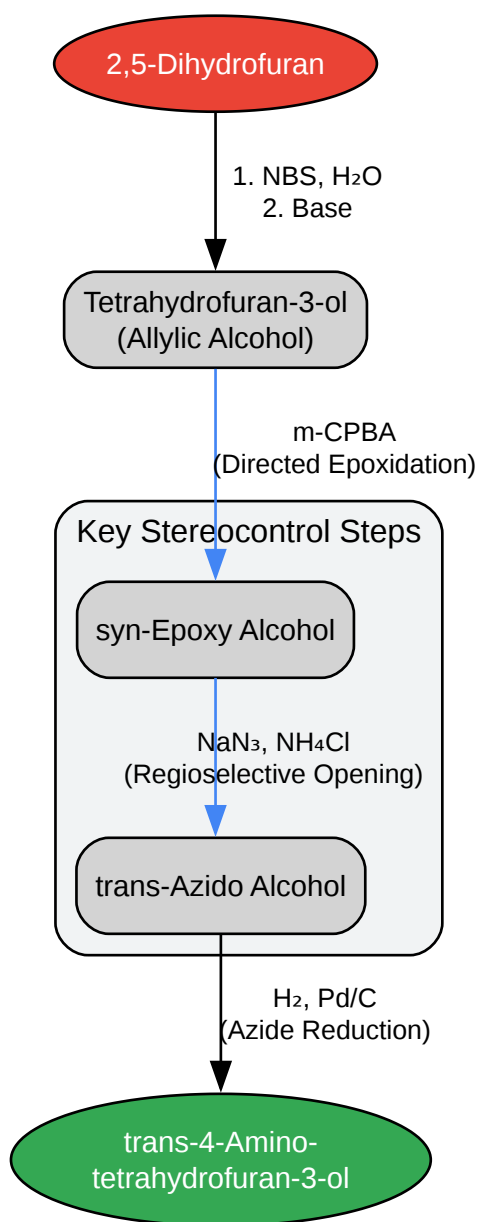 2,5-Dihydrofuran
1. NBS, H₂O
2. Base
Tetrahydrofuran-3-ol
(Allylic Alcohol)
m-CPBA
(Directed Epoxidation)
Key Stereocontrol Steps
syn-Epoxy Alcohol
NaN₃, NH₄Cl
(Regioselective Opening)
trans-Azido Alcohol
H₂, Pd/C
(Azide Reduction)
trans-4-Amino-
tetrahydrofuran-3-ol